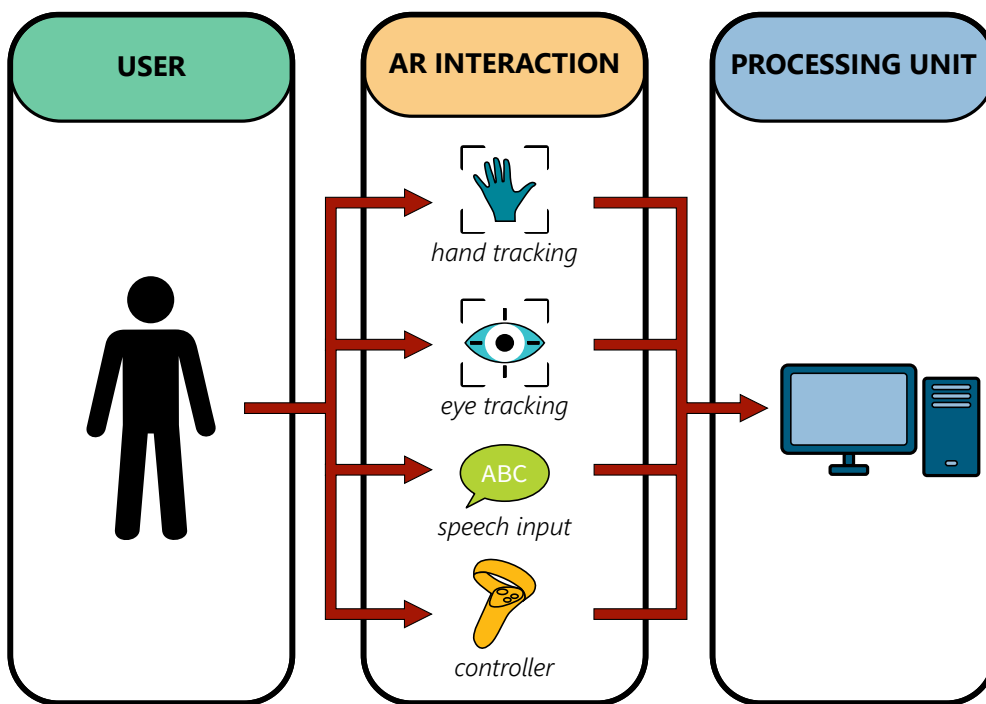 USER
AR INTERACTION
PROCESSING UNIT
hand tracking
eye tracking
ABC
speech input
controller